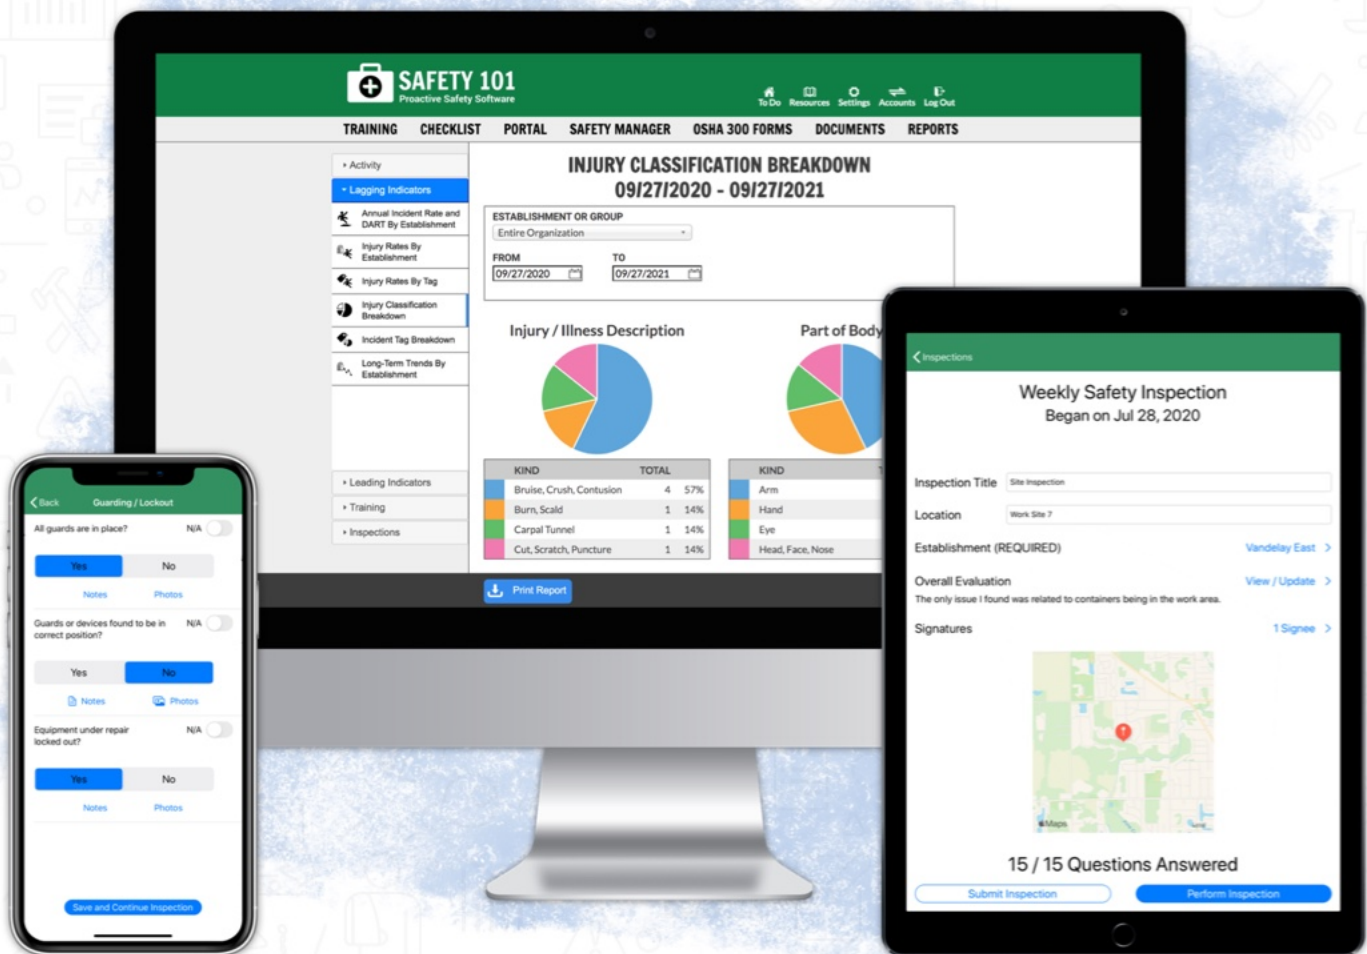 SAFETY 101
Proactive Safety Software
To Do Resources Settings Accounts Log Out
TRAINING CHECKLIST PORTAL SAFETY MANAGER OSHA 300 FORMS DOCUMENTS REPORTS
Activity
Lagging Indicators
Annual Incident Rate and
DART By Establishment
Injury Rates By
Establishment
Injury Rates By Tag
Injury Classification
Breakdown
Incident Tag Breakdown
Long-Term Trends By
Establishment
Leading Indicators
Training
Inspections
INJURY CLASSIFICATION BREAKDOWN
09/27/2020 - 09/27/2021
ESTABLISHMENT OR GROUP
Entire Organization
FROM TO
09/27/2020 09/27/2021
Injury / Illness Description
KIND TOTAL
Bruise, Crush, Contusion 4 57%
Burn, Scald 1 14%
Carpal Tunnel 1 14%
Cut, Scratch, Puncture 1 14%
Part of Body
KIND T
Arm
Hand
Eye
Head, Face, Nose
Print Report
Back Guarding / Lockout
All guards are in place? N/A
Yes No
Notes Photos
Guards or devices found to be in N/A
correct position?
Yes No
Notes Photos
Equipment under repair N/A
locked out?
Yes No
Notes Photos
Save and Continue Inspection
Inspections
Weekly Safety Inspection
Began on Jul 28, 2020
Inspection Title Site Inspection
Location Work Site 7
Establishment (REQUIRED) Vandelay East
Overall Evaluation View / Update
The only issue I found was related to containers being in the work area.
Signatures 1 Signee
Maps
15 / 15 Questions Answered
Submit Inspection Perform Inspection